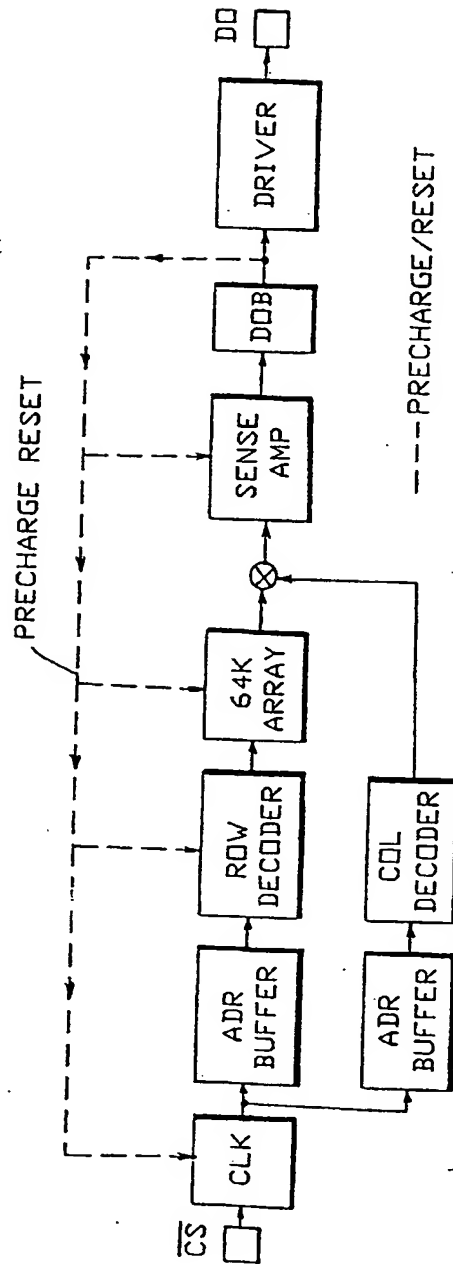 PRECHARGE RESET
C̅S̅
CLK
ADR
BUFFER
ROW
DECODER
64K
ARRAY
SENSE
AMP
DOB
DRIVER
DO
ADR
BUFFER
COL
DECODER
PRECHARGE/RESET